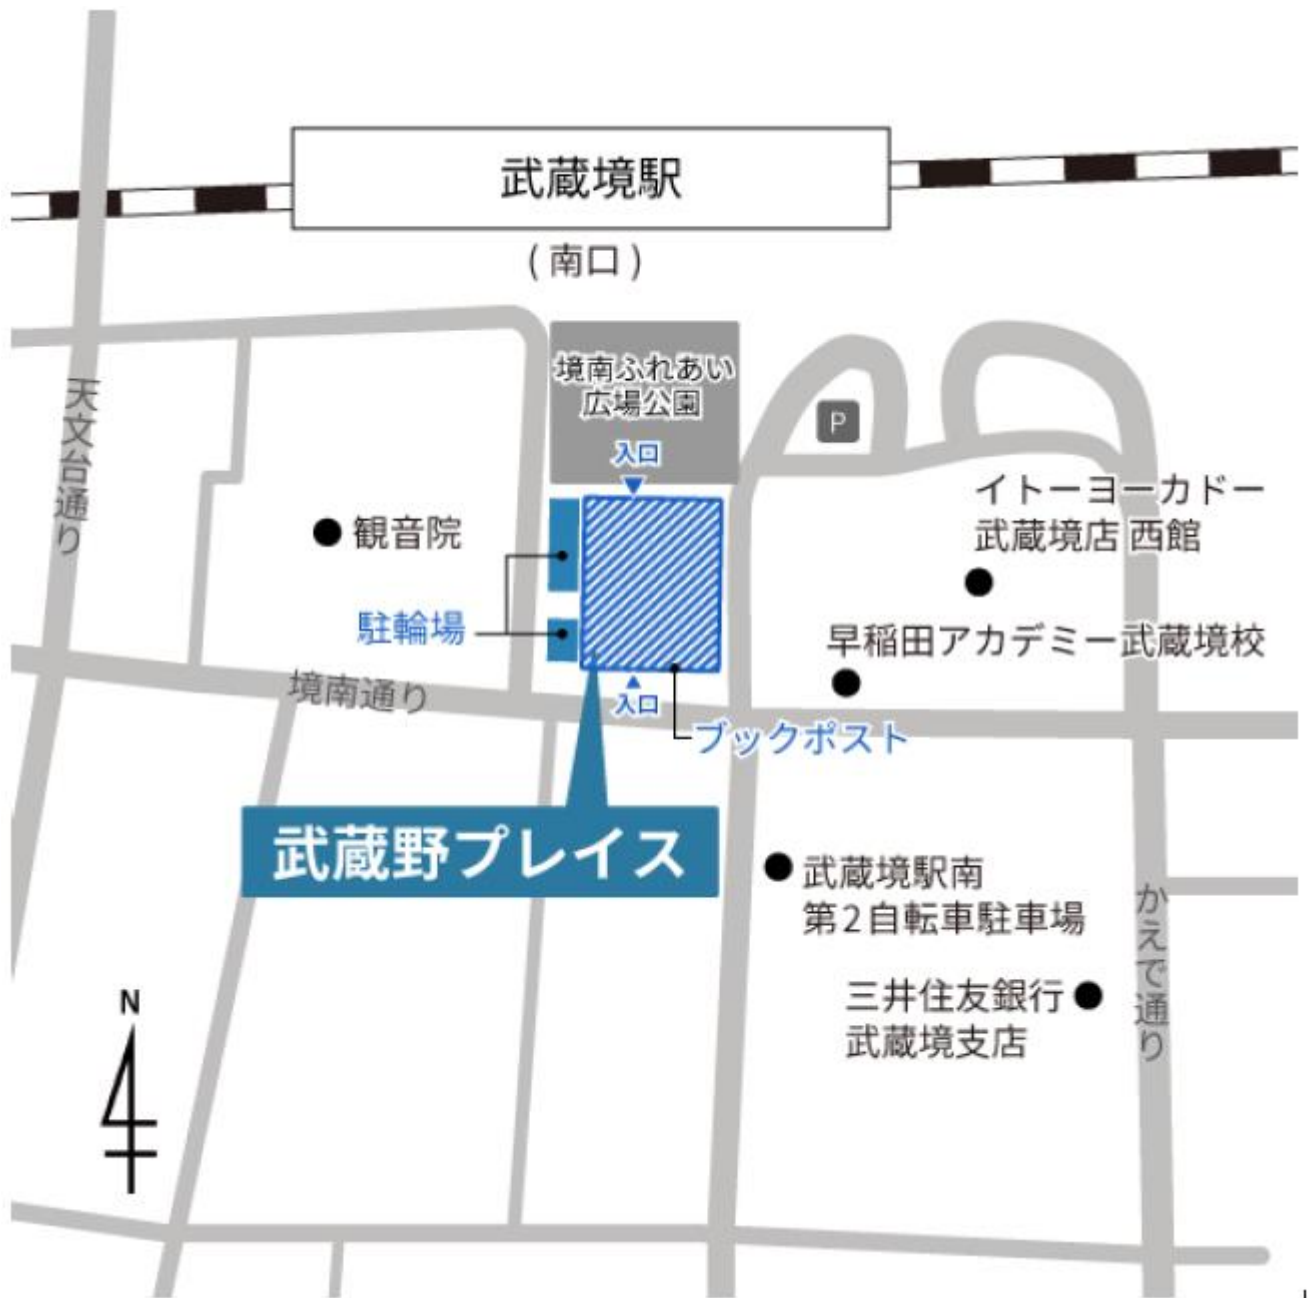 武蔵境駅
(南口)
境南ふれあい
広場公園
入口
P
天文台通り
イトーヨーカドー
武蔵境店 西館
観音院
駐輪場
早稲田アカデミー武蔵境校
境南通り
入口
ブックポスト
武蔵野プレイス
武蔵境駅南
第2自転車駐車場
かえで通り
三井住友銀行
武蔵境支店
N